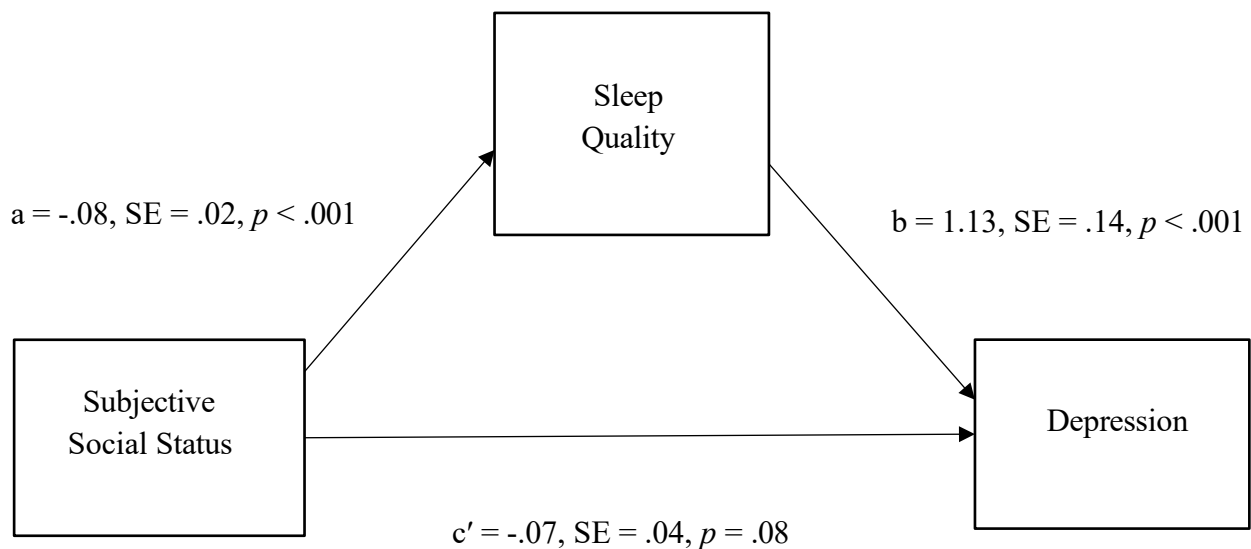 Sleep
Quality
a = -.08, SE = .02, p < .001
b = 1.13, SE = .14, p < .001
Subjective
Social Status
Depression
c′ = -.07, SE = .04, p = .08